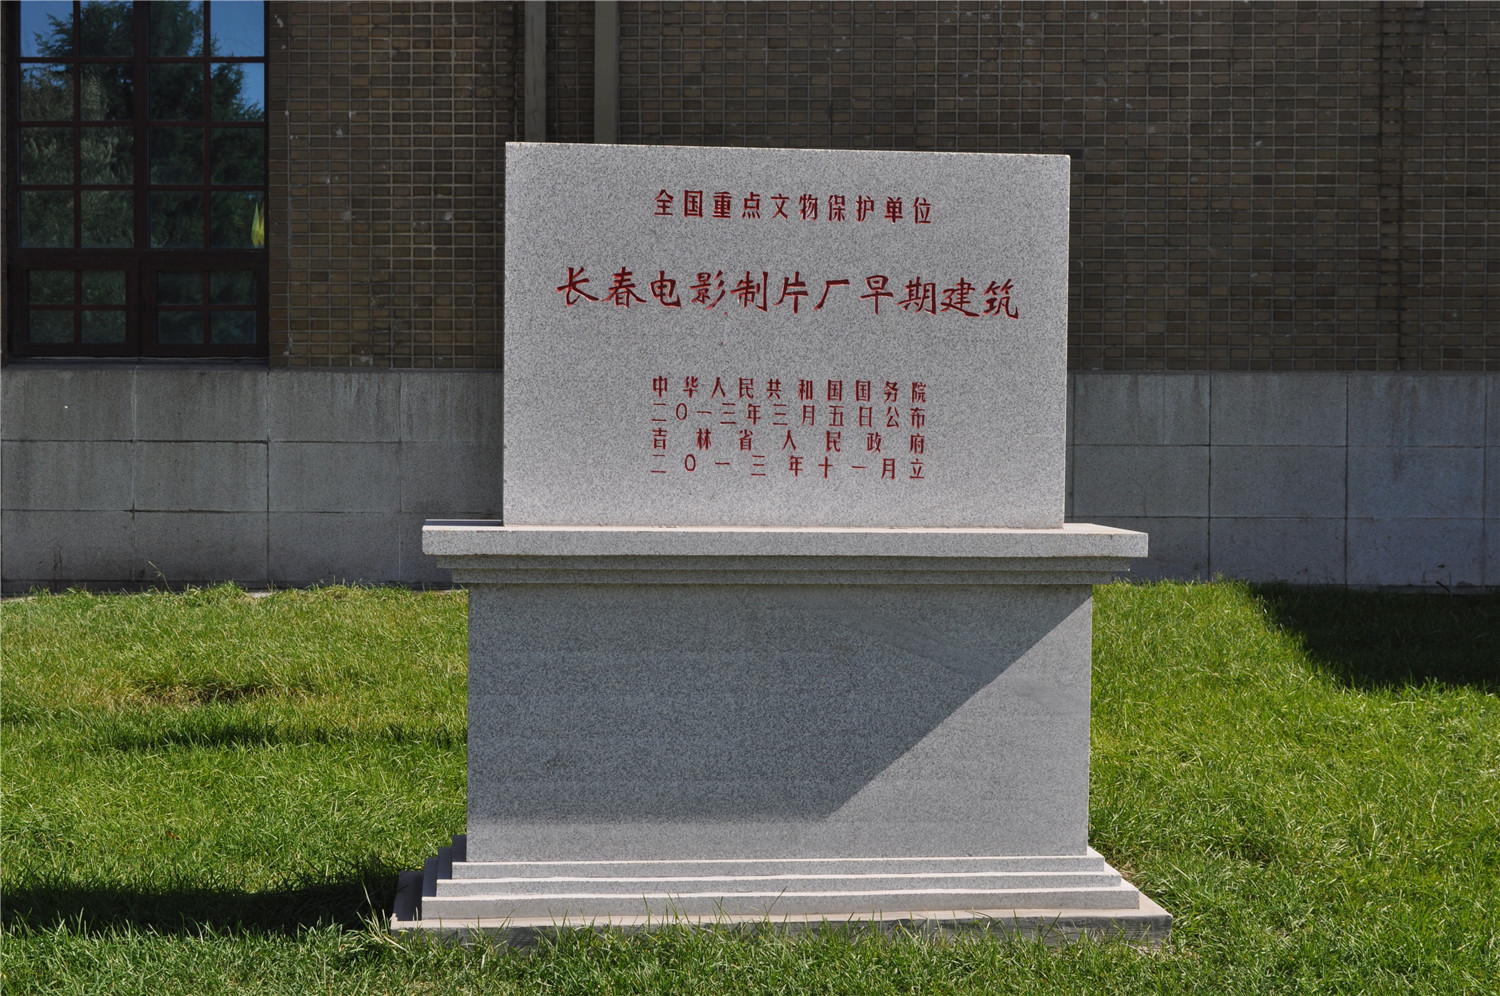 全国重点文物保护单位
长春电影制片厂早期建筑
中华人民共和国国务院
二〇一三年三月五日公布
吉林省人民政府
二〇一三年十一月立